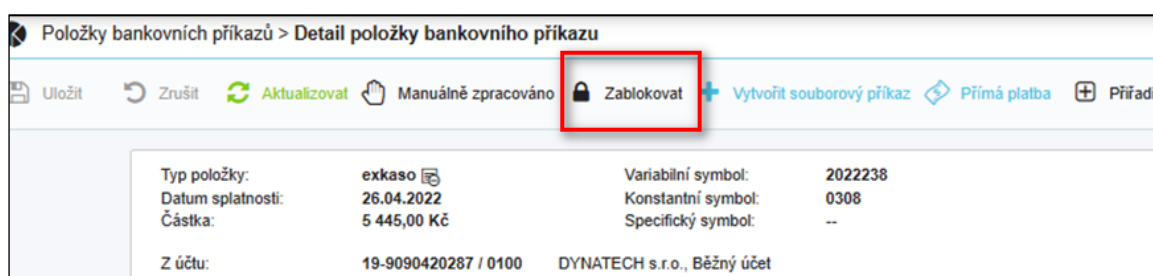 Položky bankovních příkazů > Detail položky bankovního příkazu
Uložit Zrušit Aktualizovat Manuálně zpracováno Zablokovat Vytvořit souborový příkaz Přímá platba Přiřadi
Typ položky: exkaso Variabilní symbol: 2022238
Datum splatnosti: 26.04.2022 Konstantní symbol: 0308
Částka: 5 445,00 Kč Specifický symbol: --
Z účtu: 19-9090420287 / 0100 DYNATECH s.r.o., Běžný účet